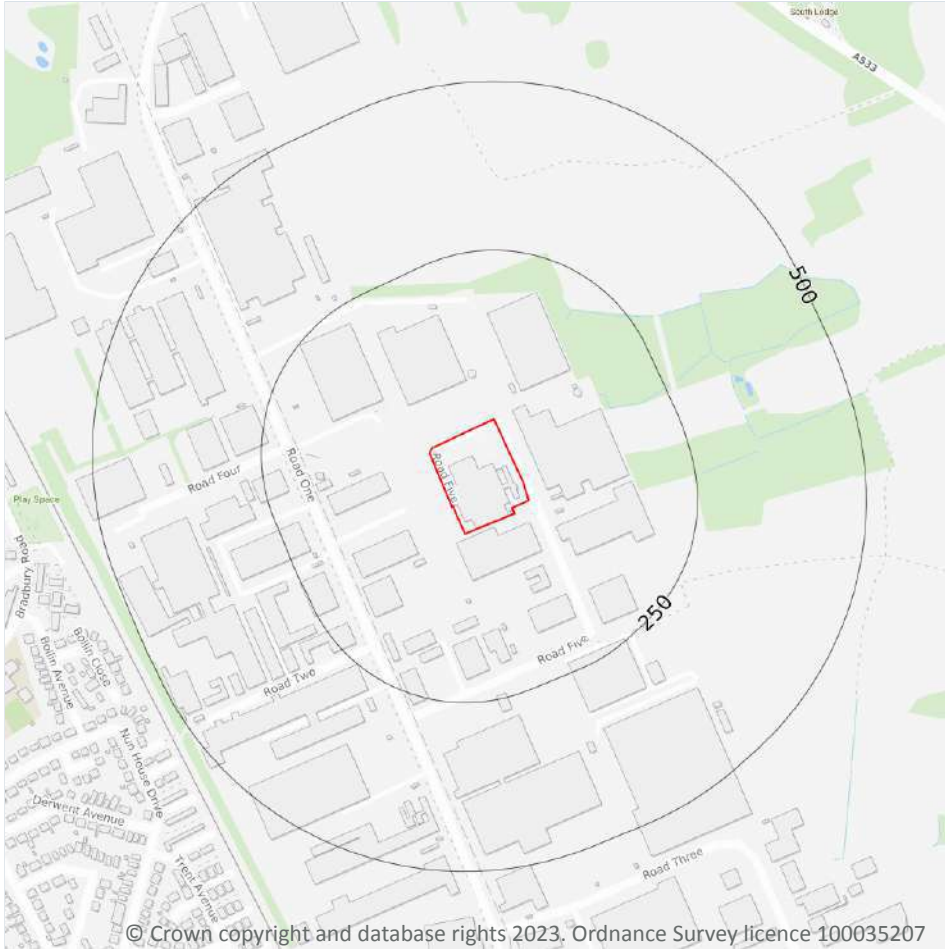 South Lodge
A533
500
Road Five
Road Four
Road One
Play Space
Bradbury Road
Boilin Close
Boilin Avenue
250
Road Five
Road Two
Nun House Drive
Derwent Avenue
Trent Avenue
Road Three
© Crown copyright and database rights 2023. Ordnance Survey licence 100035207